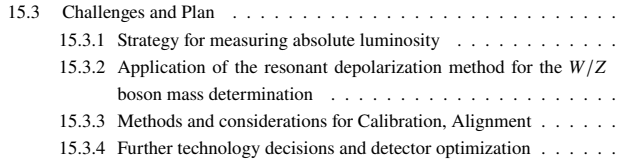 15.3 Challenges and Plan . . . . . . . . . . . . . . . . . . . . . . . . . . . .
15.3.1 Strategy for measuring absolute luminosity . . . . . . . . . . . .
15.3.2 Application of the resonant depolarization method for the W/Z
boson mass determination . . . . . . . . . . . . . . . . . . . . .
15.3.3 Methods and considerations for Calibration, Alignment . . . . . .
15.3.4 Further technology decisions and detector optimization . . . . . .